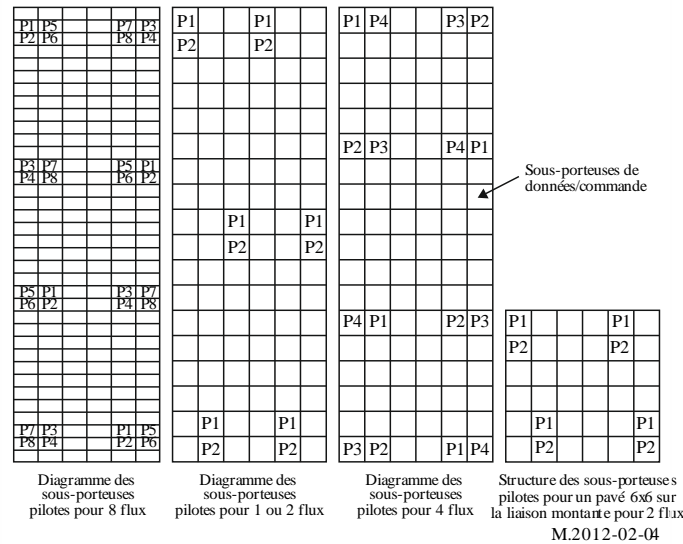 P1 P5 P7 P3
P2 P6 P8 P4
P3 P7 P5 P1
P4 P8 P6 P2
P5 P1 P3 P7
P6 P2 P4 P8
P7 P3 P1 P5
P8 P4 P2 P6
Diagramme des
sous-porteuses
pilotes pour 8 flux
P1 P1
P2 P2
P1 P1
P2 P2
P1 P1
P2 P2
Diagramme des
sous-porteuses
pilotes pour 1 ou 2 flux
P1 P4 P3 P2
P2 P3 P4 P1
P4 P1 P2 P3
P3 P2 P1 P4
Diagramme des
sous-porteuses
pilotes pour 4 flux
Sous-porteuses de
données/commande
P1 P1
P2 P2
P1 P1
P2 P2
Structure des sous-porteuses
pilotes pour un pavé 6x6 sur
la liaison montante pour 2 flux
M.2012-02-04